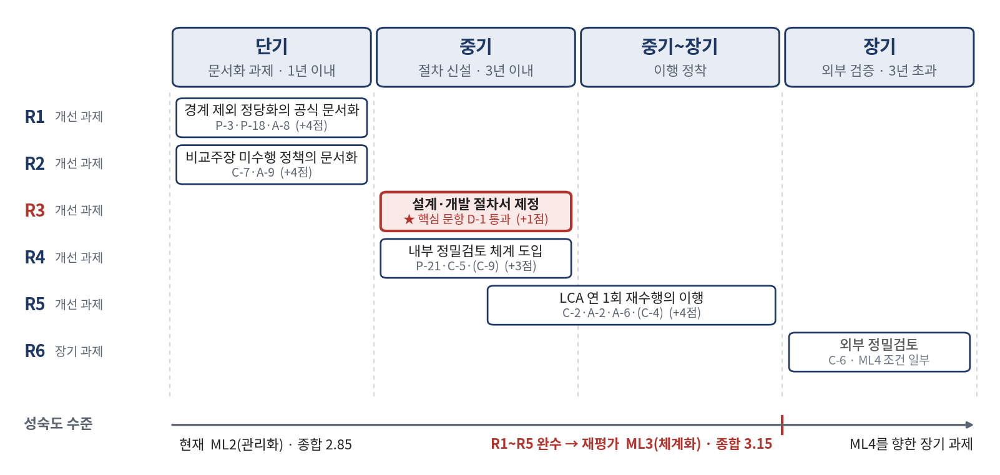 단기
문서화 과제 · 1년 이내
중기
절차 신설 · 3년 이내
중기~장기
이행 정착
장기
외부 검증 · 3년 초과
R1 개선 과제
경계 제외 정당화의 공식 문서화
P-3·P-18·A-8 (+4점)
R2 개선 과제
비교주장 미수행 정책의 문서화
C-7·A-9 (+4점)
R3 개선 과제
설계·개발 절차서 제정
★ 핵심 문항 D-1 통과 (+1점)
R4 개선 과제
내부 정밀검토 체계 도입
P-21·C-5·(C-9) (+3점)
R5 개선 과제
LCA 연 1회 재수행의 이행
C-2·A-2·A-6·(C-4) (+4점)
R6 장기 과제
외부 정밀검토
C-6 · ML4 조건 일부
성숙도 수준
현재 ML2(관리화) · 종합 2.85
R1~R5 완수 → 재평가 ML3(체계화) · 종합 3.15
ML4를 향한 장기 과제